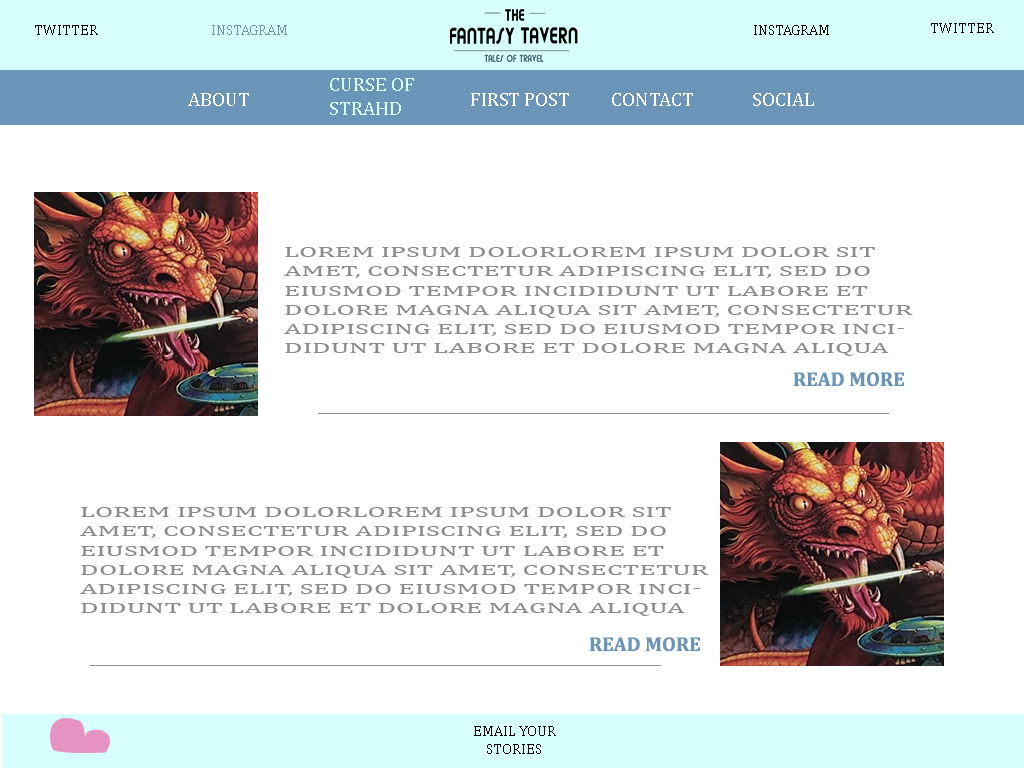 TWITTER
INSTAGRAM
THE
FANTASY TAVERN
TALES OF TRAVEL
INSTAGRAM
TWITTER
ABOUT
CURSE OF
STRAHD
FIRST POST
CONTACT
SOCIAL
LOREM IPSUM DOLORLOREM IPSUM DOLOR SIT
AMET, CONSECTETUR ADIPISCING ELIT, SED DO
EIUSMOD TEMPOR INCIDIDUNT UT LABORE ET
DOLORE MAGNA ALIQUA SIT AMET, CONSECTETUR
ADIPISCING ELIT, SED DO EIUSMOD TEMPOR INCI-
DIDUNT UT LABORE ET DOLORE MAGNA ALIQUA
READ MORE
LOREM IPSUM DOLORLOREM IPSUM DOLOR SIT
AMET, CONSECTETUR ADIPISCING ELIT, SED DO
EIUSMOD TEMPOR INCIDIDUNT UT LABORE ET
DOLORE MAGNA ALIQUA SIT AMET, CONSECTETUR
ADIPISCING ELIT, SED DO EIUSMOD TEMPOR INCI-
DIDUNT UT LABORE ET DOLORE MAGNA ALIQUA
READ MORE
EMAIL YOUR
STORIES